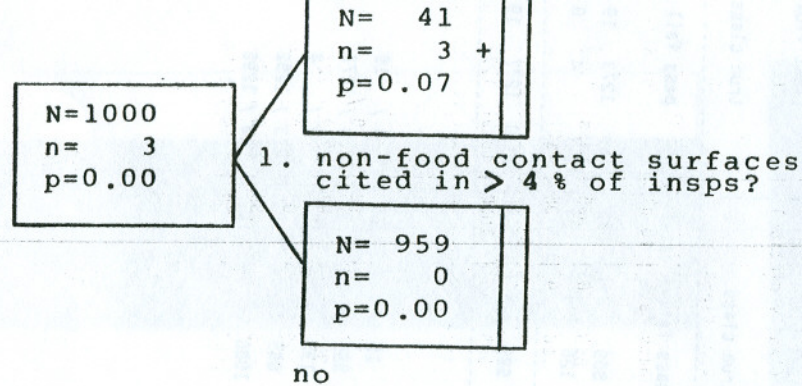 N= 41
n= 3 +
p=0.07
N=1000
n= 3
p=0.00
1. non-food contact surfaces
cited in > 4 % of insps?
N= 959
n= 0
p=0.00
no